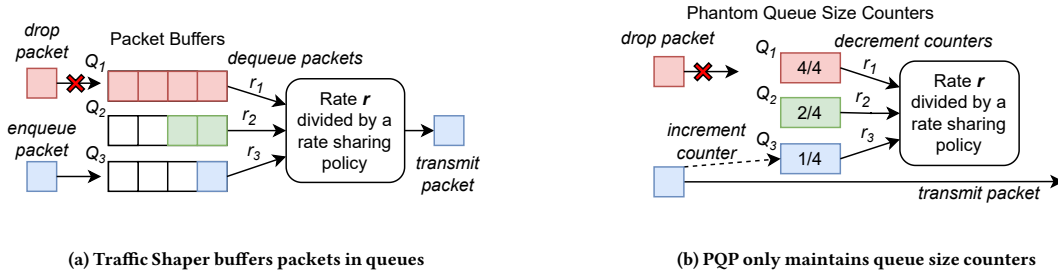 drop
packet
Packet Buffers
Q1
dequeue packets
r1
Q2
r2
enqueue
packet
Q3
r3
Rate r
divided by a
rate sharing
policy
transmit
packet
(a) Traffic Shaper buffers packets in queues
Phantom Queue Size Counters
drop packet
Q1
decrement counters
4/4
r1
Q2
2/4
r2
increment
counter
Q3
1/4
r3
Rate r
divided by a
rate sharing
policy
transmit packet
(b) PQP only maintains queue size counters